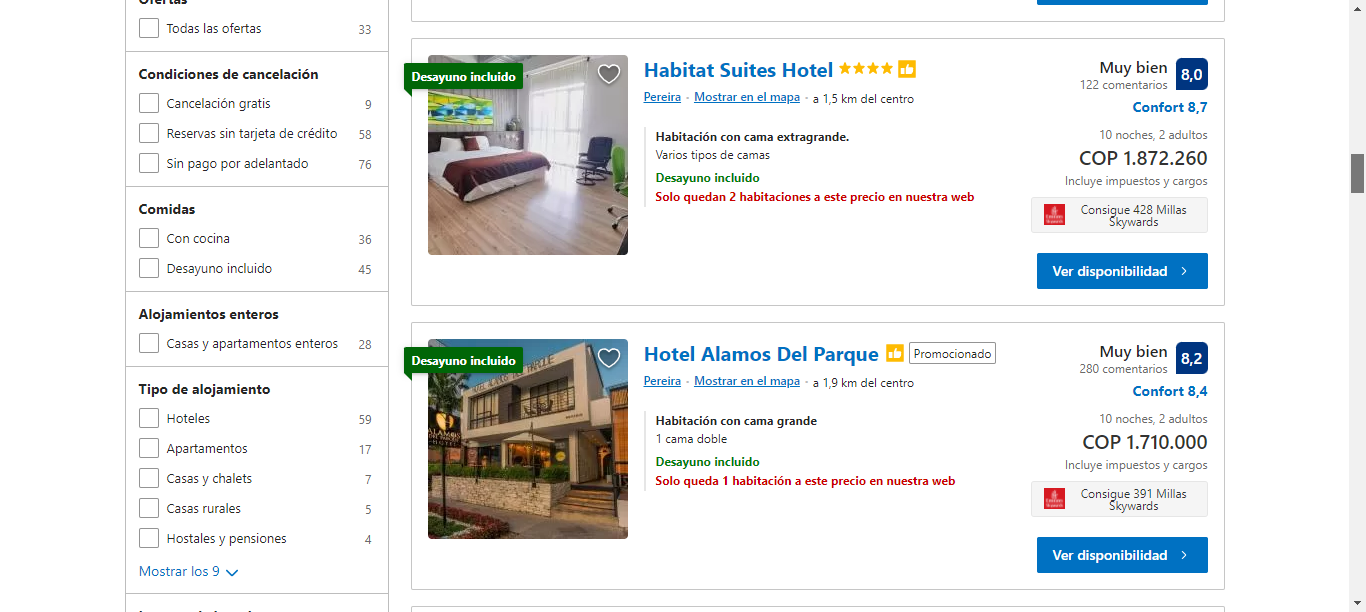 Ofertas
Todas las ofertas 33
Condiciones de cancelación
Cancelación gratis 9
Reservas sin tarjeta de crédito 58
Sin pago por adelantado 76
Comidas
Con cocina 36
Desayuno incluido 45
Alojamientos enteros
Casas y apartamentos enteros 28
Tipo de alojamiento
Hoteles 59
Apartamentos 17
Casas y chalets 7
Casas rurales 5
Hostales y pensiones 4
Mostrar los 9
Desayuno incluido
Habitat Suites Hotel
Pereira · Mostrar en el mapa · a 1,5 km del centro
Habitación con cama extragrande.
Varios tipos de camas
Desayuno incluido
Solo quedan 2 habitaciones a este precio en nuestra web
Muy bien 8,0
122 comentarios
Confort 8,7
10 noches, 2 adultos
COP 1.872.260
Incluye impuestos y cargos
Consigue 428 Millas
Skywards
Ver disponibilidad
Desayuno incluido
ALAMOS
HOTEL
Hotel Alamos Del Parque Promocionado
Pereira · Mostrar en el mapa · a 1,9 km del centro
Habitación con cama grande
1 cama doble
Desayuno incluido
Solo queda 1 habitación a este precio en nuestra web
Muy bien 8,2
280 comentarios
Confort 8,4
10 noches, 2 adultos
COP 1.710.000
Incluye impuestos y cargos
Consigue 391 Millas
Skywards
Ver disponibilidad